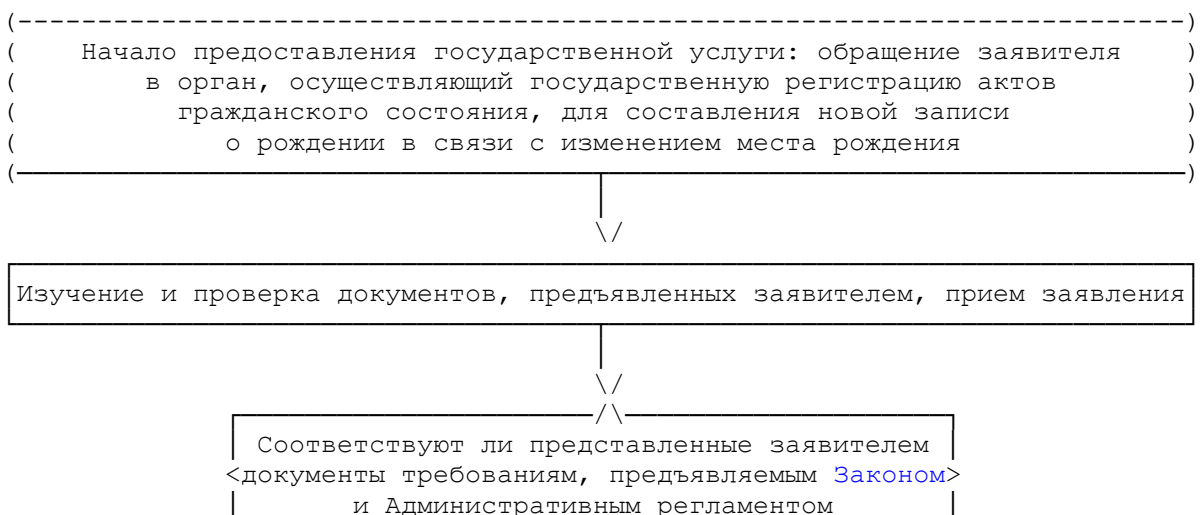 Начало предоставления государственной услуги: обращение заявителя
в орган, осуществляющий государственную регистрацию актов
гражданского состояния, для составления новой записи
о рождении в связи с изменением места рождения
Изучение и проверка документов, предъявленных заявителем, прием заявления
Соответствуют ли представленные заявителем
<документы требованиям, предъявляемым Законом>
и Административным регламентом